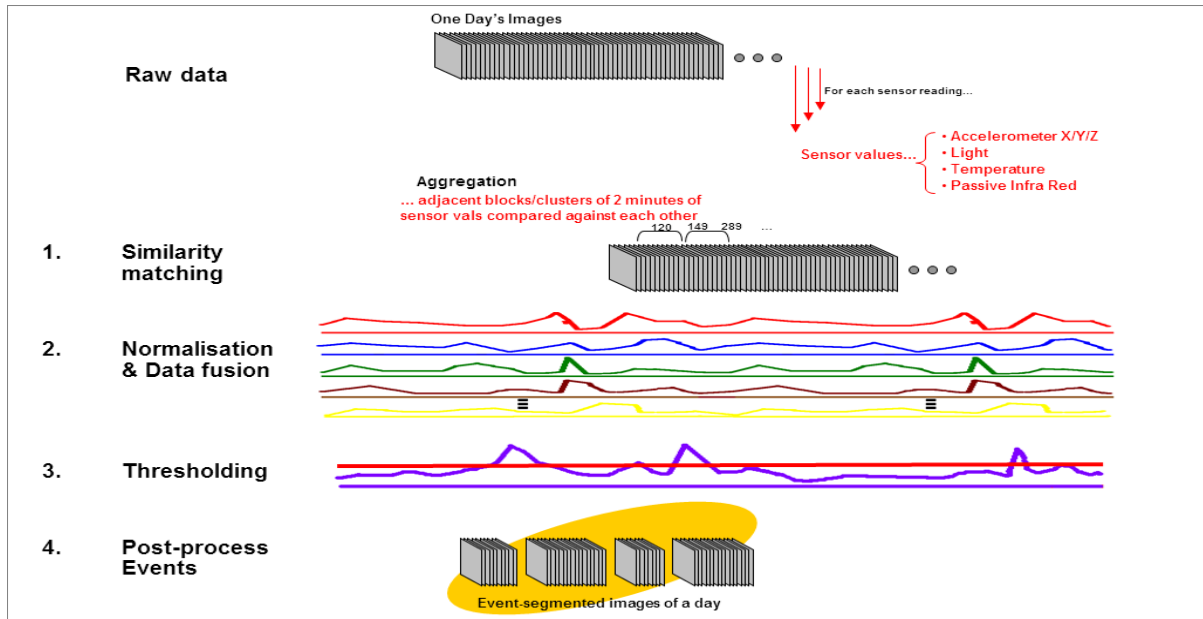 One Day's Images
Raw data
For each sensor reading...
Sensor values...
• Accelerometer X/Y/Z
• Light
• Temperature
• Passive Infra Red
Aggregation
... adjacent blocks/clusters of 2 minutes of
sensor vals compared against each other
120 149 289 ...
1. Similarity
matching
2. Normalisation
& Data fusion
3. Thresholding
4. Post-process
Events
Event-segmented images of a day